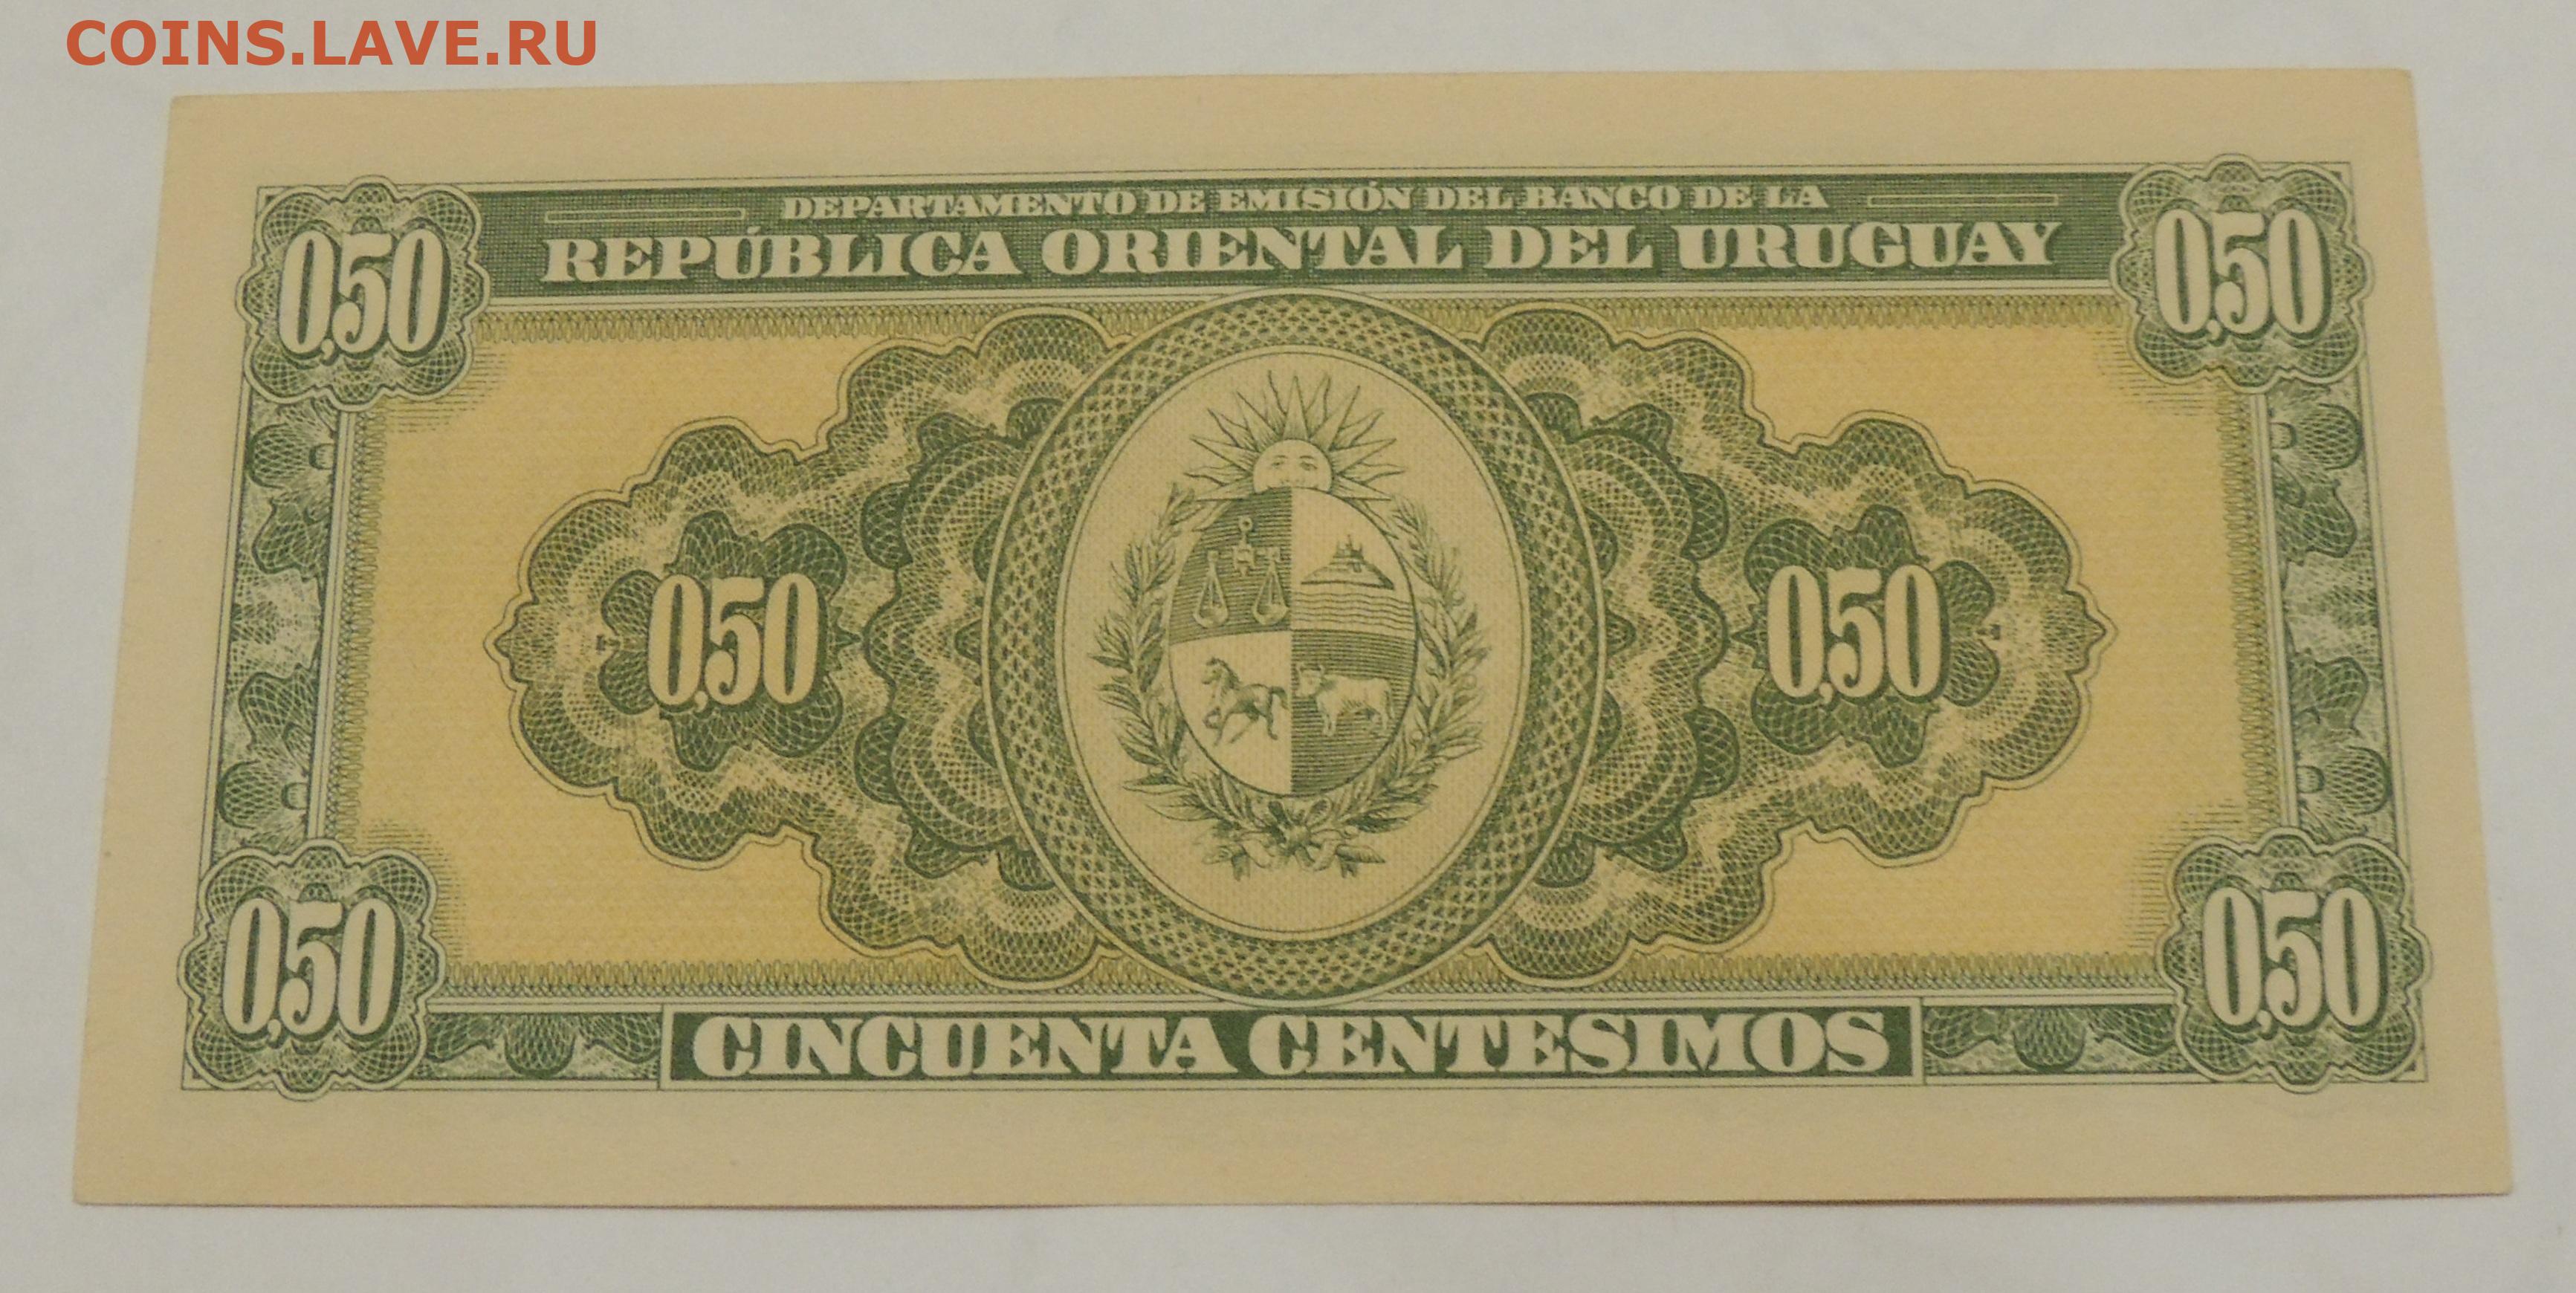 COINS.LAVE.RU
DEPARTAMENTO DE EMISIÓN DEL BANCO DE LA
REPÚBLICA ORIENTAL DEL URUGUAY
0,50
0,50
0,50
0,50
0,50
0,50
CINCUENTA CENTESIMOS